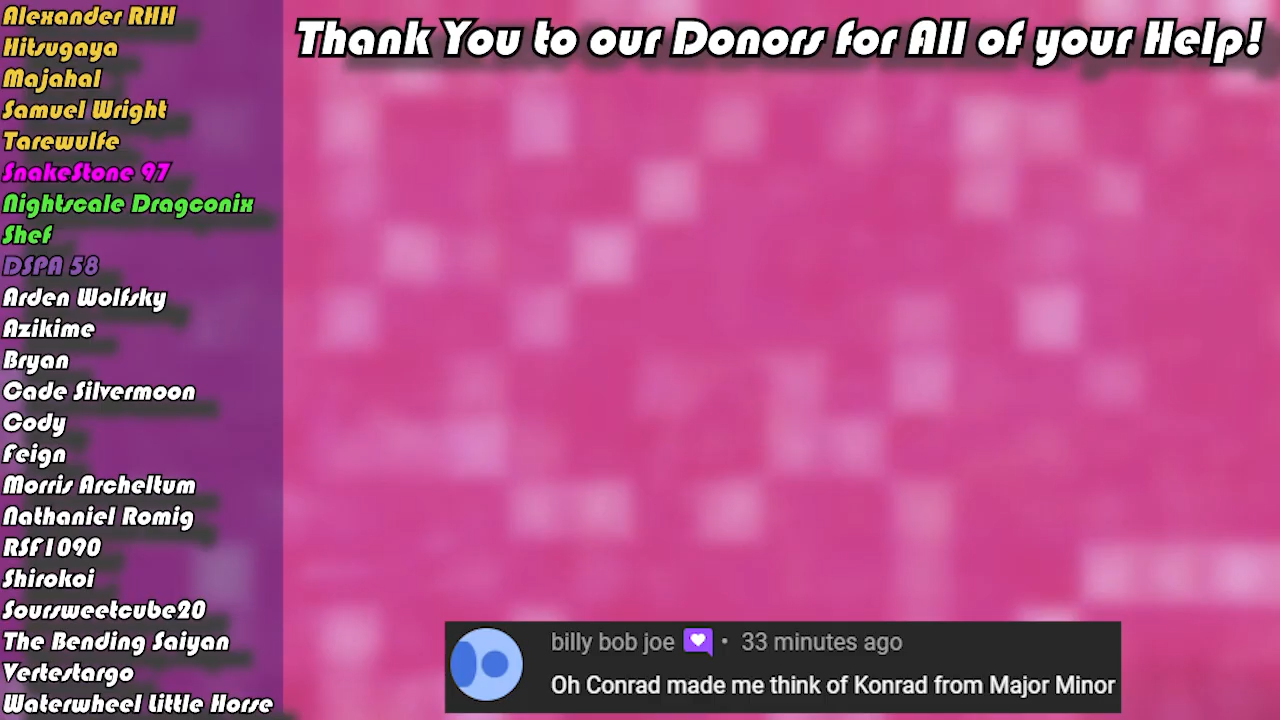 Alexander RHH
Hitsugaya
Majahal
Samuel Wright
Tarewulfe
SnakeStone 97
Nightscale Dragconix
Shef
DSPA 58
Arden Wolfsky
Azikime
Bryan
Cade Silvermoon
Cody
Feign
Morris Archeltum
Nathaniel Romig
RSF1090
Shirokoi
Soursweetcube20
The Bending Saiyan
Vertestargo
Waterwheel Little Horse
Thank You to our Donors for All of your Help!
billy bob joe • 33 minutes ago
Oh Conrad made me think of Konrad from Major Minor